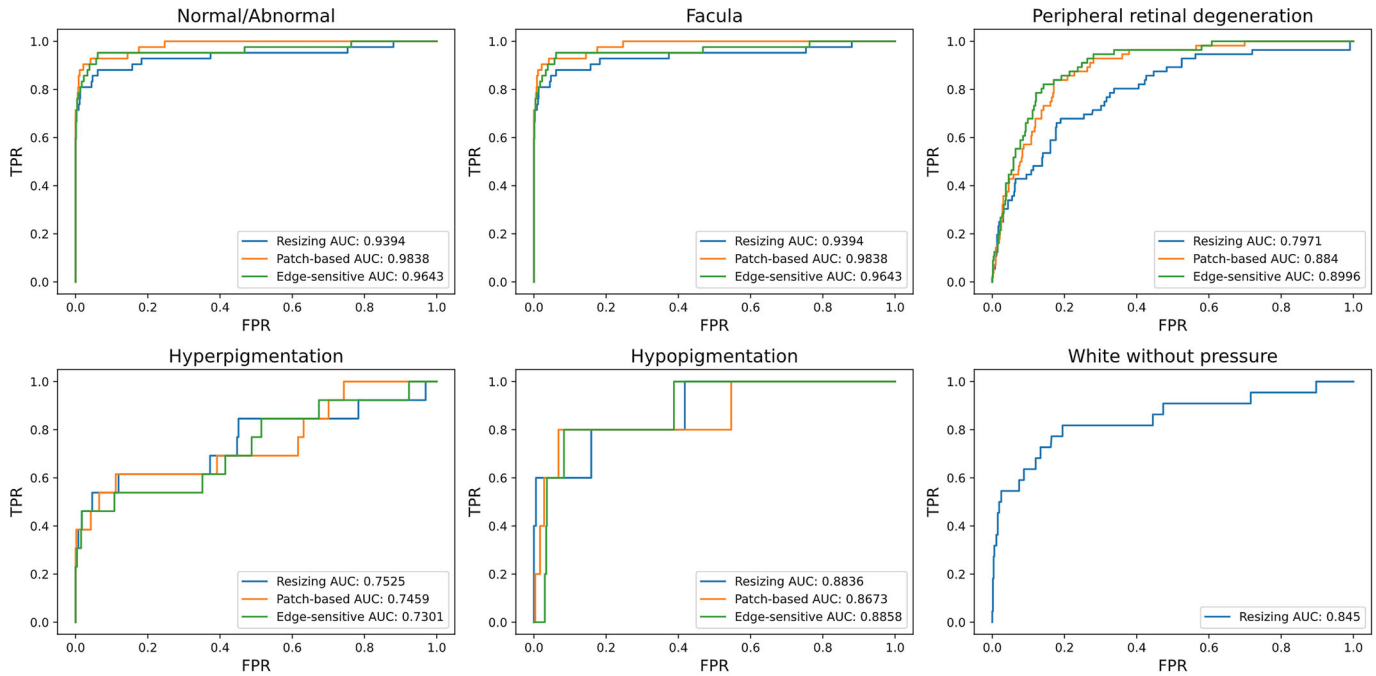 Normal/Abnormal
TPR
1.0
0.8
0.6
0.4
0.2
0.0
Resizing AUC: 0.9394
Patch-based AUC: 0.9838
Edge-sensitive AUC: 0.9643
0.0 0.2 0.4 0.6 0.8 1.0
FPR
Facula
TPR
1.0
0.8
0.6
0.4
0.2
0.0
Resizing AUC: 0.9394
Patch-based AUC: 0.9838
Edge-sensitive AUC: 0.9643
0.0 0.2 0.4 0.6 0.8 1.0
FPR
Peripheral retinal degeneration
TPR
1.0
0.8
0.6
0.4
0.2
0.0
Resizing AUC: 0.7971
Patch-based AUC: 0.884
Edge-sensitive AUC: 0.8996
0.0 0.2 0.4 0.6 0.8 1.0
FPR
Hyperpigmentation
TPR
1.0
0.8
0.6
0.4
0.2
0.0
Resizing AUC: 0.7525
Patch-based AUC: 0.7459
Edge-sensitive AUC: 0.7301
0.0 0.2 0.4 0.6 0.8 1.0
FPR
Hypopigmentation
TPR
1.0
0.8
0.6
0.4
0.2
0.0
Resizing AUC: 0.8836
Patch-based AUC: 0.8673
Edge-sensitive AUC: 0.8858
0.0 0.2 0.4 0.6 0.8 1.0
FPR
White without pressure
TPR
1.0
0.8
0.6
0.4
0.2
0.0
Resizing AUC: 0.845
0.0 0.2 0.4 0.6 0.8 1.0
FPR